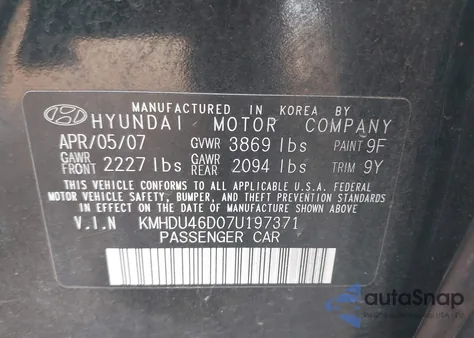 MANUFACTURED IN KOREA BY
HYUNDAI MOTOR COMPANY
APR/05/07 GVWR 3869 lbs PAINT 9F
GAWR FRONT 2227 lbs GAWR REAR 2094 lbs TRIM 9Y
THIS VEHICLE CONFORMS TO ALL APPLICABLE U.S.A. FEDERAL
MOTOR VEHICLE SAFETY, BUMPER, AND THEFT STANDARDS
IN EFFECT ON THE DATE OF MANUFACTURE SHOWN ABOVE.
V.I.N KMHDU46D07U197371
PASSENGER CAR
autoSnap